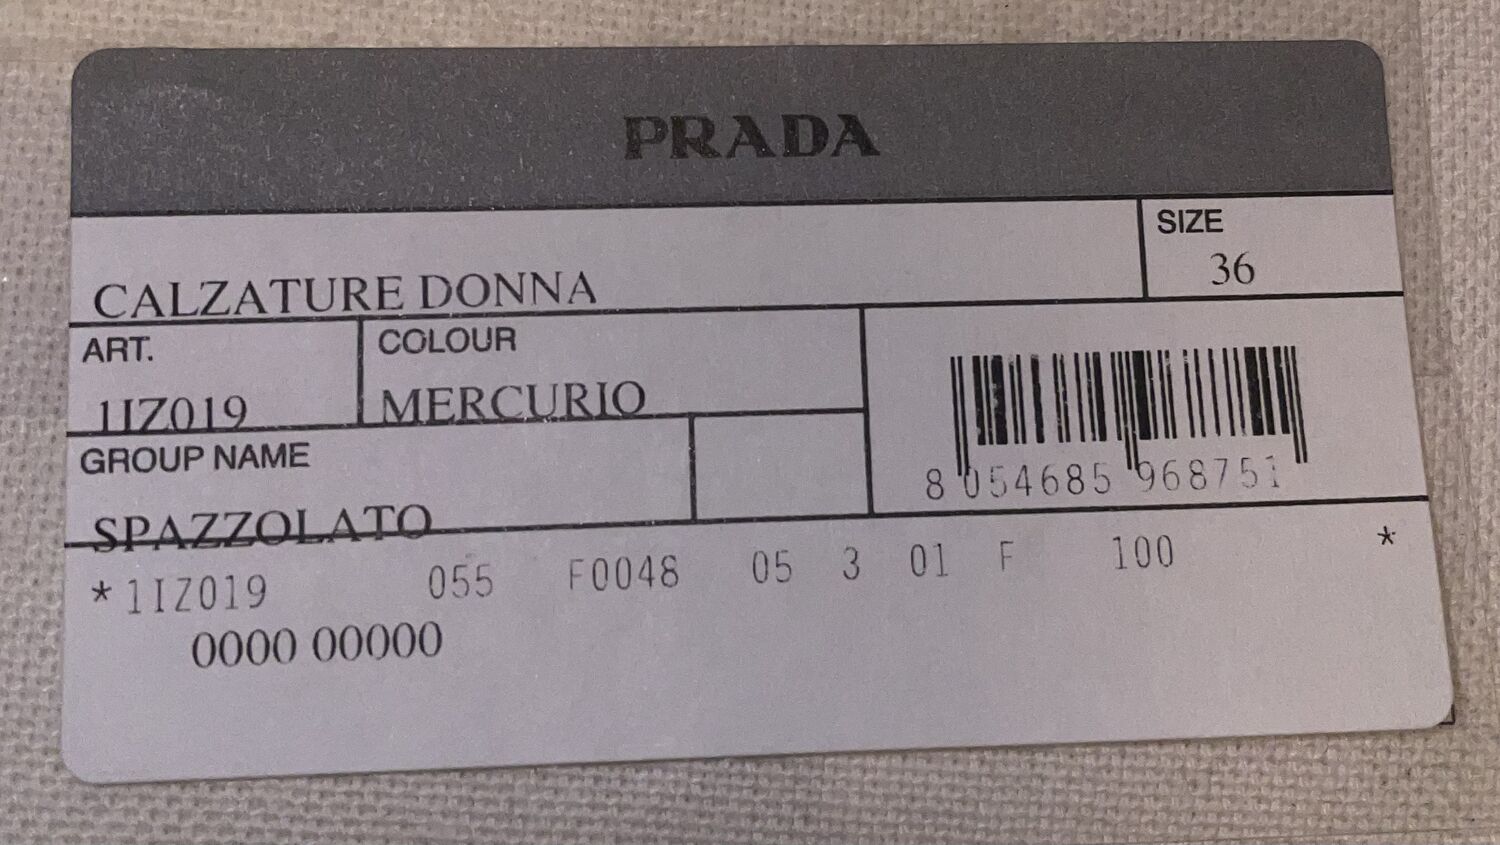 PRADA
SIZE
CALZATURE DONNA
36
ART.
COLOUR
1IZ019
MERCURIO
GROUP NAME
8 054685 968751
SPAZZOLATO
*1IZ019 055 F0048 05 3 01 F 100 *
0000 00000